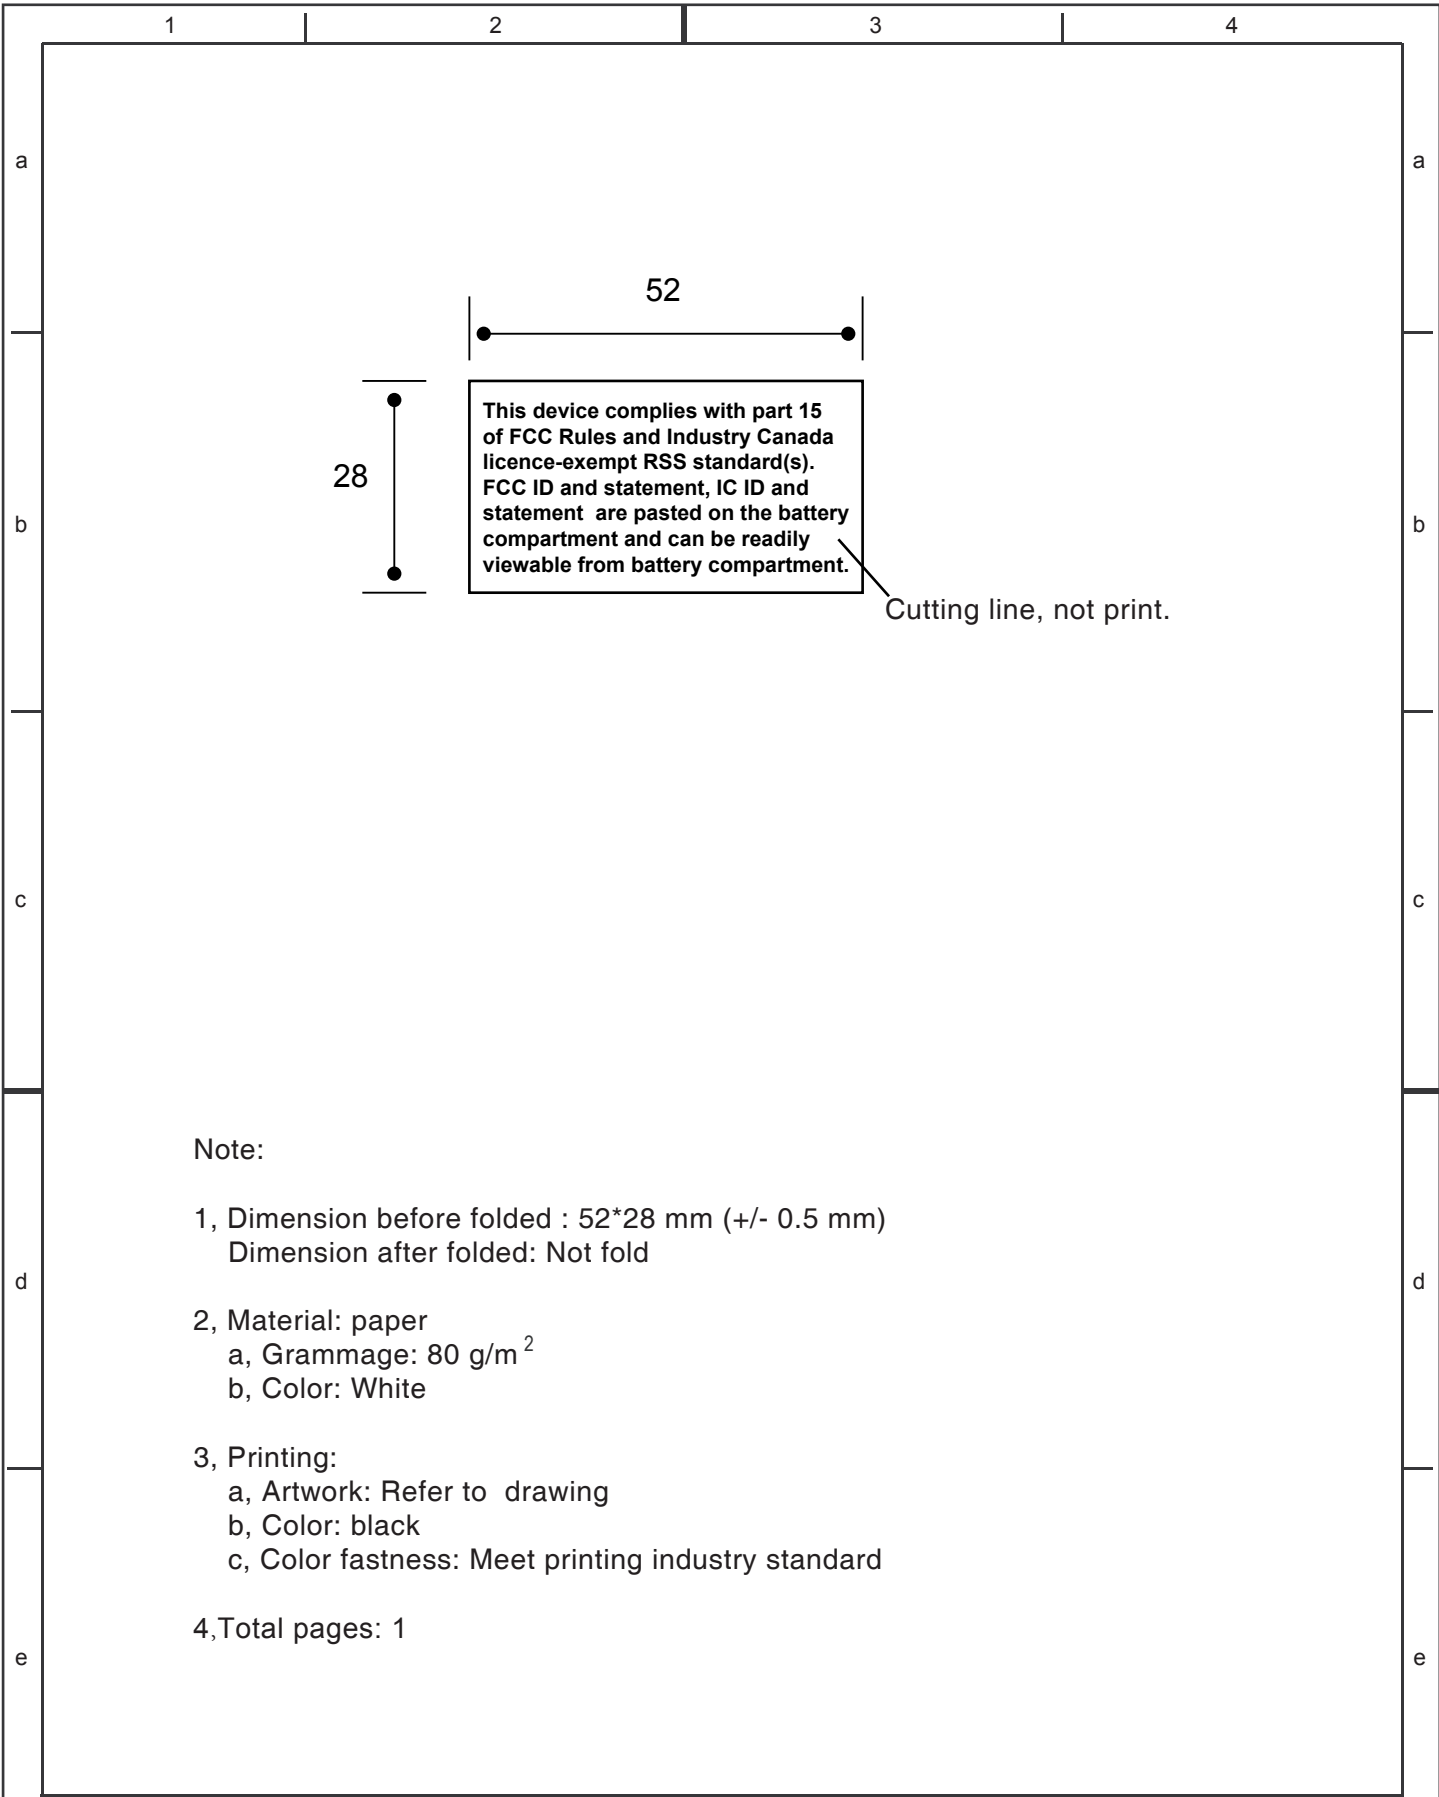 1 2 3 4
a a
52
This device complies with part 15
of FCC Rules and Industry Canada
licence-exempt RSS standard(s).
FCC ID and statement, IC ID and
statement  are pasted on the battery
compartment and can be readily
viewable from battery compartment.
28
b b
Cutting line, not print.
c c
Note:
1, Dimension before folded : 52*28 mm (+/- 0.5 mm)
Dimension after folded: Not fold
d d
2, Material: paper
a, Grammage: 80 g/m ²
b, Color: White
3, Printing:
a, Artwork: Refer to  drawing
b, Color: black
c, Color fastness: Meet printing industry standard
4,Total pages: 1
e e